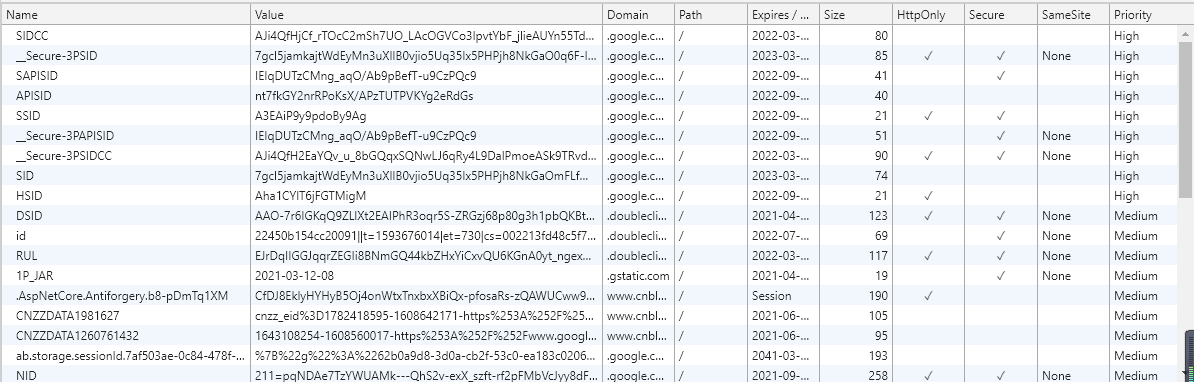 Name Value Domain Path Expires / ... Size HttpOnly Secure SameSite Priority
SIDCC AJi4QfHjCf_rTOcC2mSh7UO_LAcOGVCo3IpvtYbF_jlieAUYn55Td... .google.c... / 2022-03-... 80 High
__Secure-3PSID 7gcI5jamkajtWdEyMn3uXIIB0vjio5Uq35Ix5PHPjh8NkGaO0q6F-I... .google.c... / 2023-03-... 85 ✓ ✓ None High
SAPISID IEIqDUTzCMng_aqO/Ab9pBefT-u9CzPQc9 .google.c... / 2022-09-... 41 ✓ High
APISID nt7fkGY2nrRPoKsX/APzTUTPVKYg2eRdGs .google.c... / 2022-09-... 40 High
SSID A3EAiP9y9pdoBy9Ag .google.c... / 2022-09-... 21 ✓ ✓ High
__Secure-3PAPISID IEIqDUTzCMng_aqO/Ab9pBefT-u9CzPQc9 .google.c... / 2022-09-... 51 ✓ None High
__Secure-3PSIDCC AJi4QfH2EaYQv_u_8bGQqxSQNwLJ6qRy4L9DaIPmoeASk9TRvd... .google.c... / 2022-03-... 90 ✓ ✓ None High
SID 7gcI5jamkajtWdEyMn3uXIIB0vjio5Uq35Ix5PHPjh8NkGaOmFLf... .google.c... / 2023-03-... 74 High
HSID Aha1CYIT6jFGTMigM .google.c... / 2022-09-... 21 ✓ High
DSID AAO-7r6IGKqQ9ZLIXt2EAIPhR3oqr5S-ZRGzj68p80g3h1pbQKBt... .doublecli... / 2021-04-... 123 ✓ ✓ None Medium
id 22450b154cc20091||t=1593676014|et=730|cs=002213fd48c5f7... .doublecli... / 2022-07-... 69 ✓ None Medium
RUL EJrDqIIGGJqqrZEGIi8BNmGQ44kbZHxYiCxvQU6KGnA0yt_ngex... .doublecli... / 2022-03-... 117 ✓ ✓ None Medium
1P_JAR 2021-03-12-08 .gstatic.com / 2021-04-... 19 ✓ None Medium
.AspNetCore.Antiforgery.b8-pDmTq1XM CfDJ8EklyHYHyB5Oj4onWtxTnxbxXBiQx-pfosaRs-zQAWUCww9... www.cnbl... / Session 190 ✓ Medium
CNZZDATA1981627 cnzz_eid%3D1782418595-1608642171-https%253A%252F%25... www.cnbl... / 2021-06-... 105 Medium
CNZZDATA1260761432 1643108254-1608560017-https%253A%252F%252Fwww.googl... www.cnbl... / 2021-06-... 95 Medium
ab.storage.sessionId.7af503ae-0c84-478f-... %7B%22g%22%3A%2262b0a9d8-3d0a-cb2f-53c0-ea183c0206... .google.c... / 2041-03-... 193 Medium
NID 211=pqNDAe7TzYWUAMk---QhS2v-exX_szft-rf2pFMbVcJyy8dF... .google.c... / 2021-09-... 258 ✓ ✓ None Medium